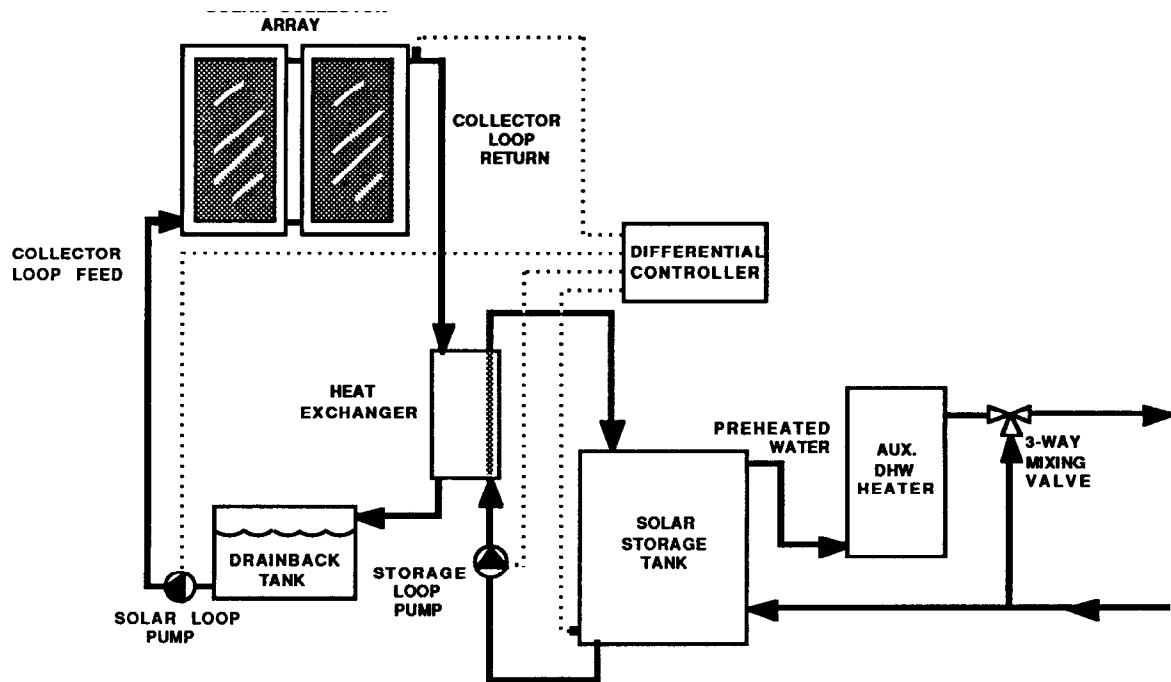 ARRAY
COLLECTOR
LOOP
RETURN
COLLECTOR
LOOP FEED
DIFFERENTIAL
CONTROLLER
HEAT
EXCHANGER
PREHEATED
WATER
AUX.
DHW
HEATER
3-WAY
MIXING
VALVE
SOLAR
STORAGE
TANK
DRAINBACK
TANK
STORAGE
LOOP
PUMP
SOLAR LOOP
PUMP